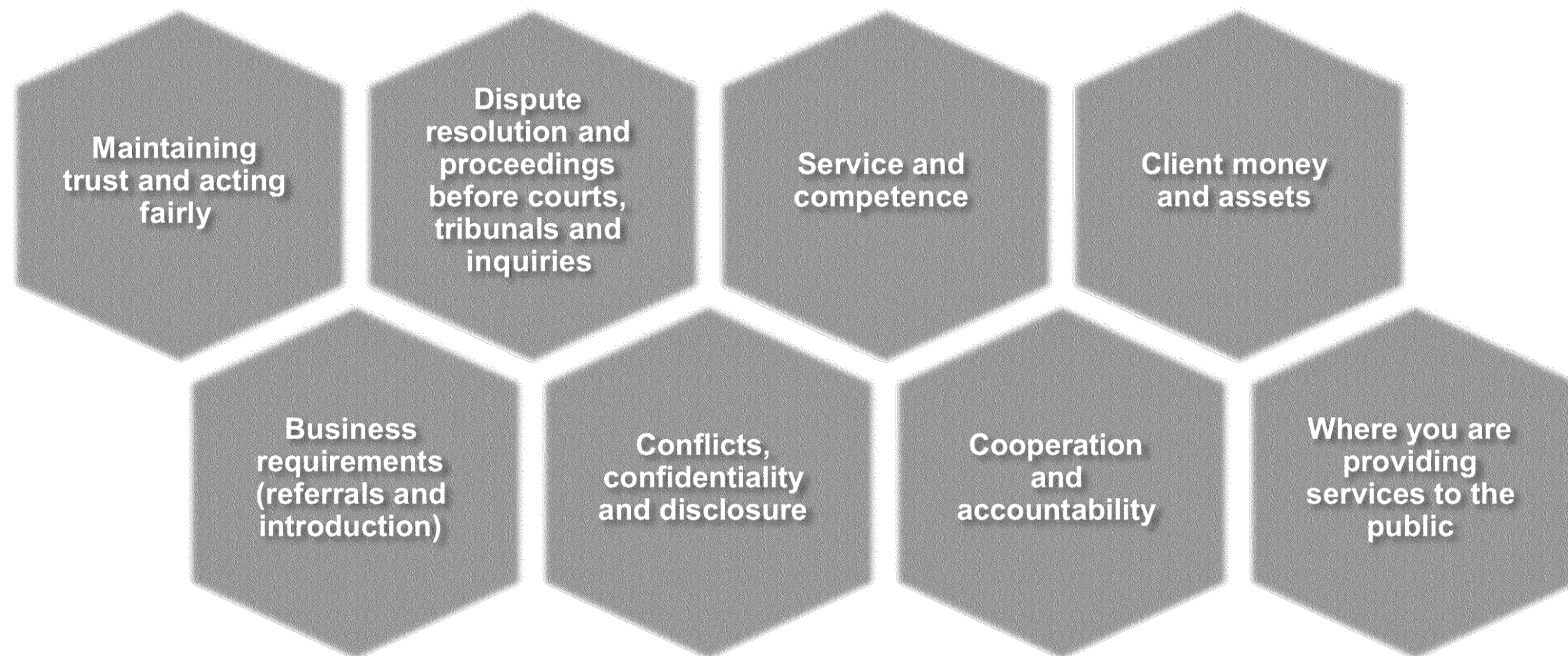 Maintaining
trust and acting
fairly
Dispute
resolution and
proceedings
before courts,
tribunals and
inquiries
Service and
competence
Client money
and assets
Business
requirements
(referrals and
introduction)
Conflicts,
confidentiality
and disclosure
Cooperation
and
accountability
Where you are
providing
services to the
public